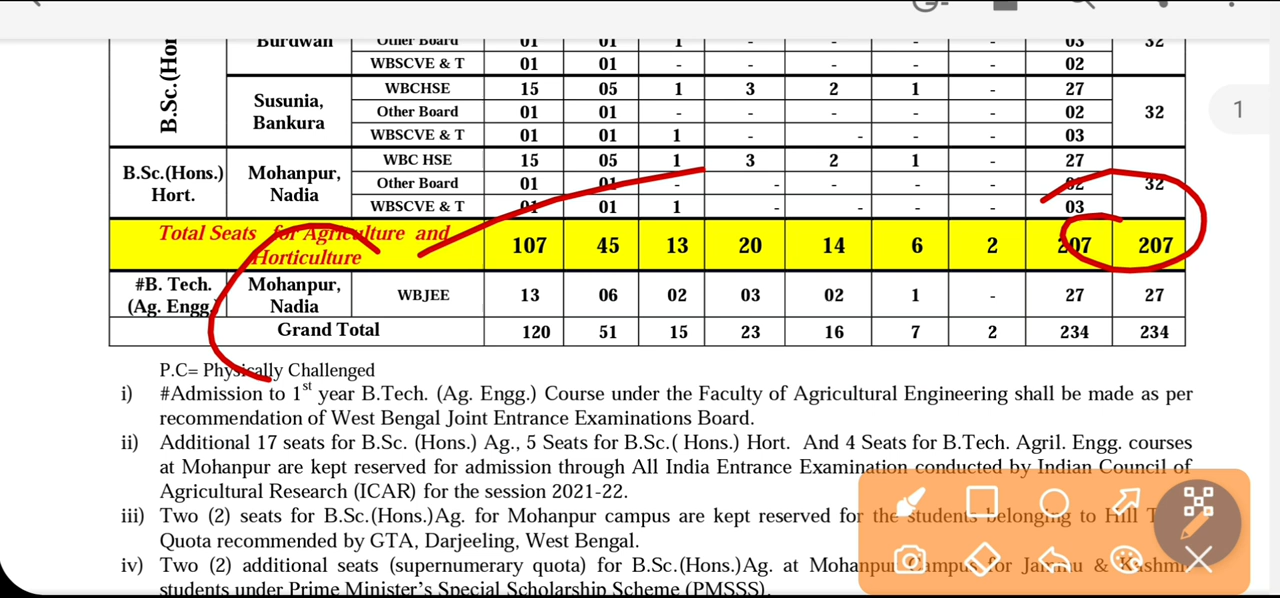 Burdwan Other Board 01 01 1 - - - - 03 32
WBSCVE & T 01 01 - - - - - 02
B.Sc.(Hor
Susunia, Bankura WBCHSE 15 05 1 3 2 1 - 27 32
Other Board 01 01 - - - - - 02
WBSCVE & T 01 01 1 - - - - 03
B.Sc.(Hons.) Hort. Mohanpur, Nadia WBC HSE 15 05 1 3 2 1 - 27 32
Other Board 01 01 - - - - - 02
WBSCVE & T 01 01 1 - - - - 03
Total Seats for Agriculture and
Horticulture 107 45 13 20 14 6 2 207 207
#B. Tech. (Ag. Engg. Mohanpur, Nadia WBJEE 13 06 02 03 02 1 - 27 27
Grand Total 120 51 15 23 16 7 2 234 234
1
P.C= Physically Challenged
i) #Admission to 1st year B.Tech. (Ag. Engg.) Course under the Faculty of Agricultural Engineering shall be made as per
recommendation of West Bengal Joint Entrance Examinations Board.
ii) Additional 17 seats for B.Sc. (Hons.) Ag., 5 Seats for B.Sc.( Hons.) Hort. And 4 Seats for B.Tech. Agril. Engg. courses
at Mohanpur are kept reserved for admission through All India Entrance Examination conducted by Indian Council of
Agricultural Research (ICAR) for the session 2021-22.
iii) Two (2) seats for B.Sc.(Hons.)Ag. for Mohanpur campus are kept reserved for the students belonging to Hill
Quota recommended by GTA, Darjeeling, West Bengal.
iv) Two (2) additional seats (supernumerary quota) for B.Sc.(Hons.)Ag. at Mohanpur Campus for Jammu & Kashmir
students under Prime Minister's Special Scholarship Scheme (PMSSS).